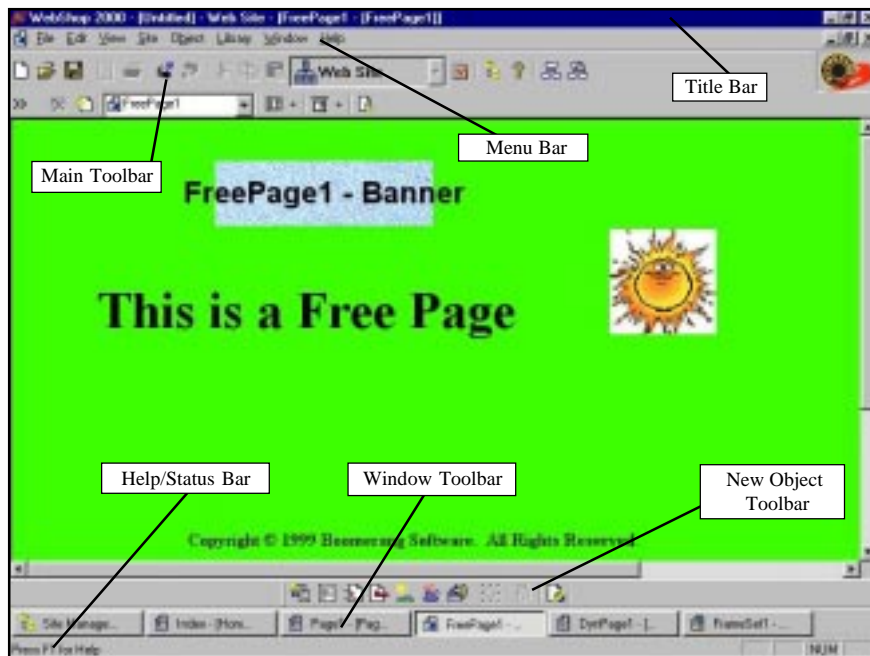 WebShop 2000 - [Untitled] - Web Site - [FreePage1 - [FreePage1]]
File Edit View Site Object Library Window Help
Web Site
Title Bar
FreePage1
Menu Bar
Main Toolbar
FreePage1 - Banner
This is a Free Page
Help/Status Bar
Window Toolbar
New Object
Toolbar
Copyright © 1999 Boomerang Software. All Rights Reserved.
Site Manage...
Index - [Hom...
Page1 - [Pag...
FreePage1 - ...
DynPage1 - [...
FrameSet1 - ...
Press F1 for Help
NUM